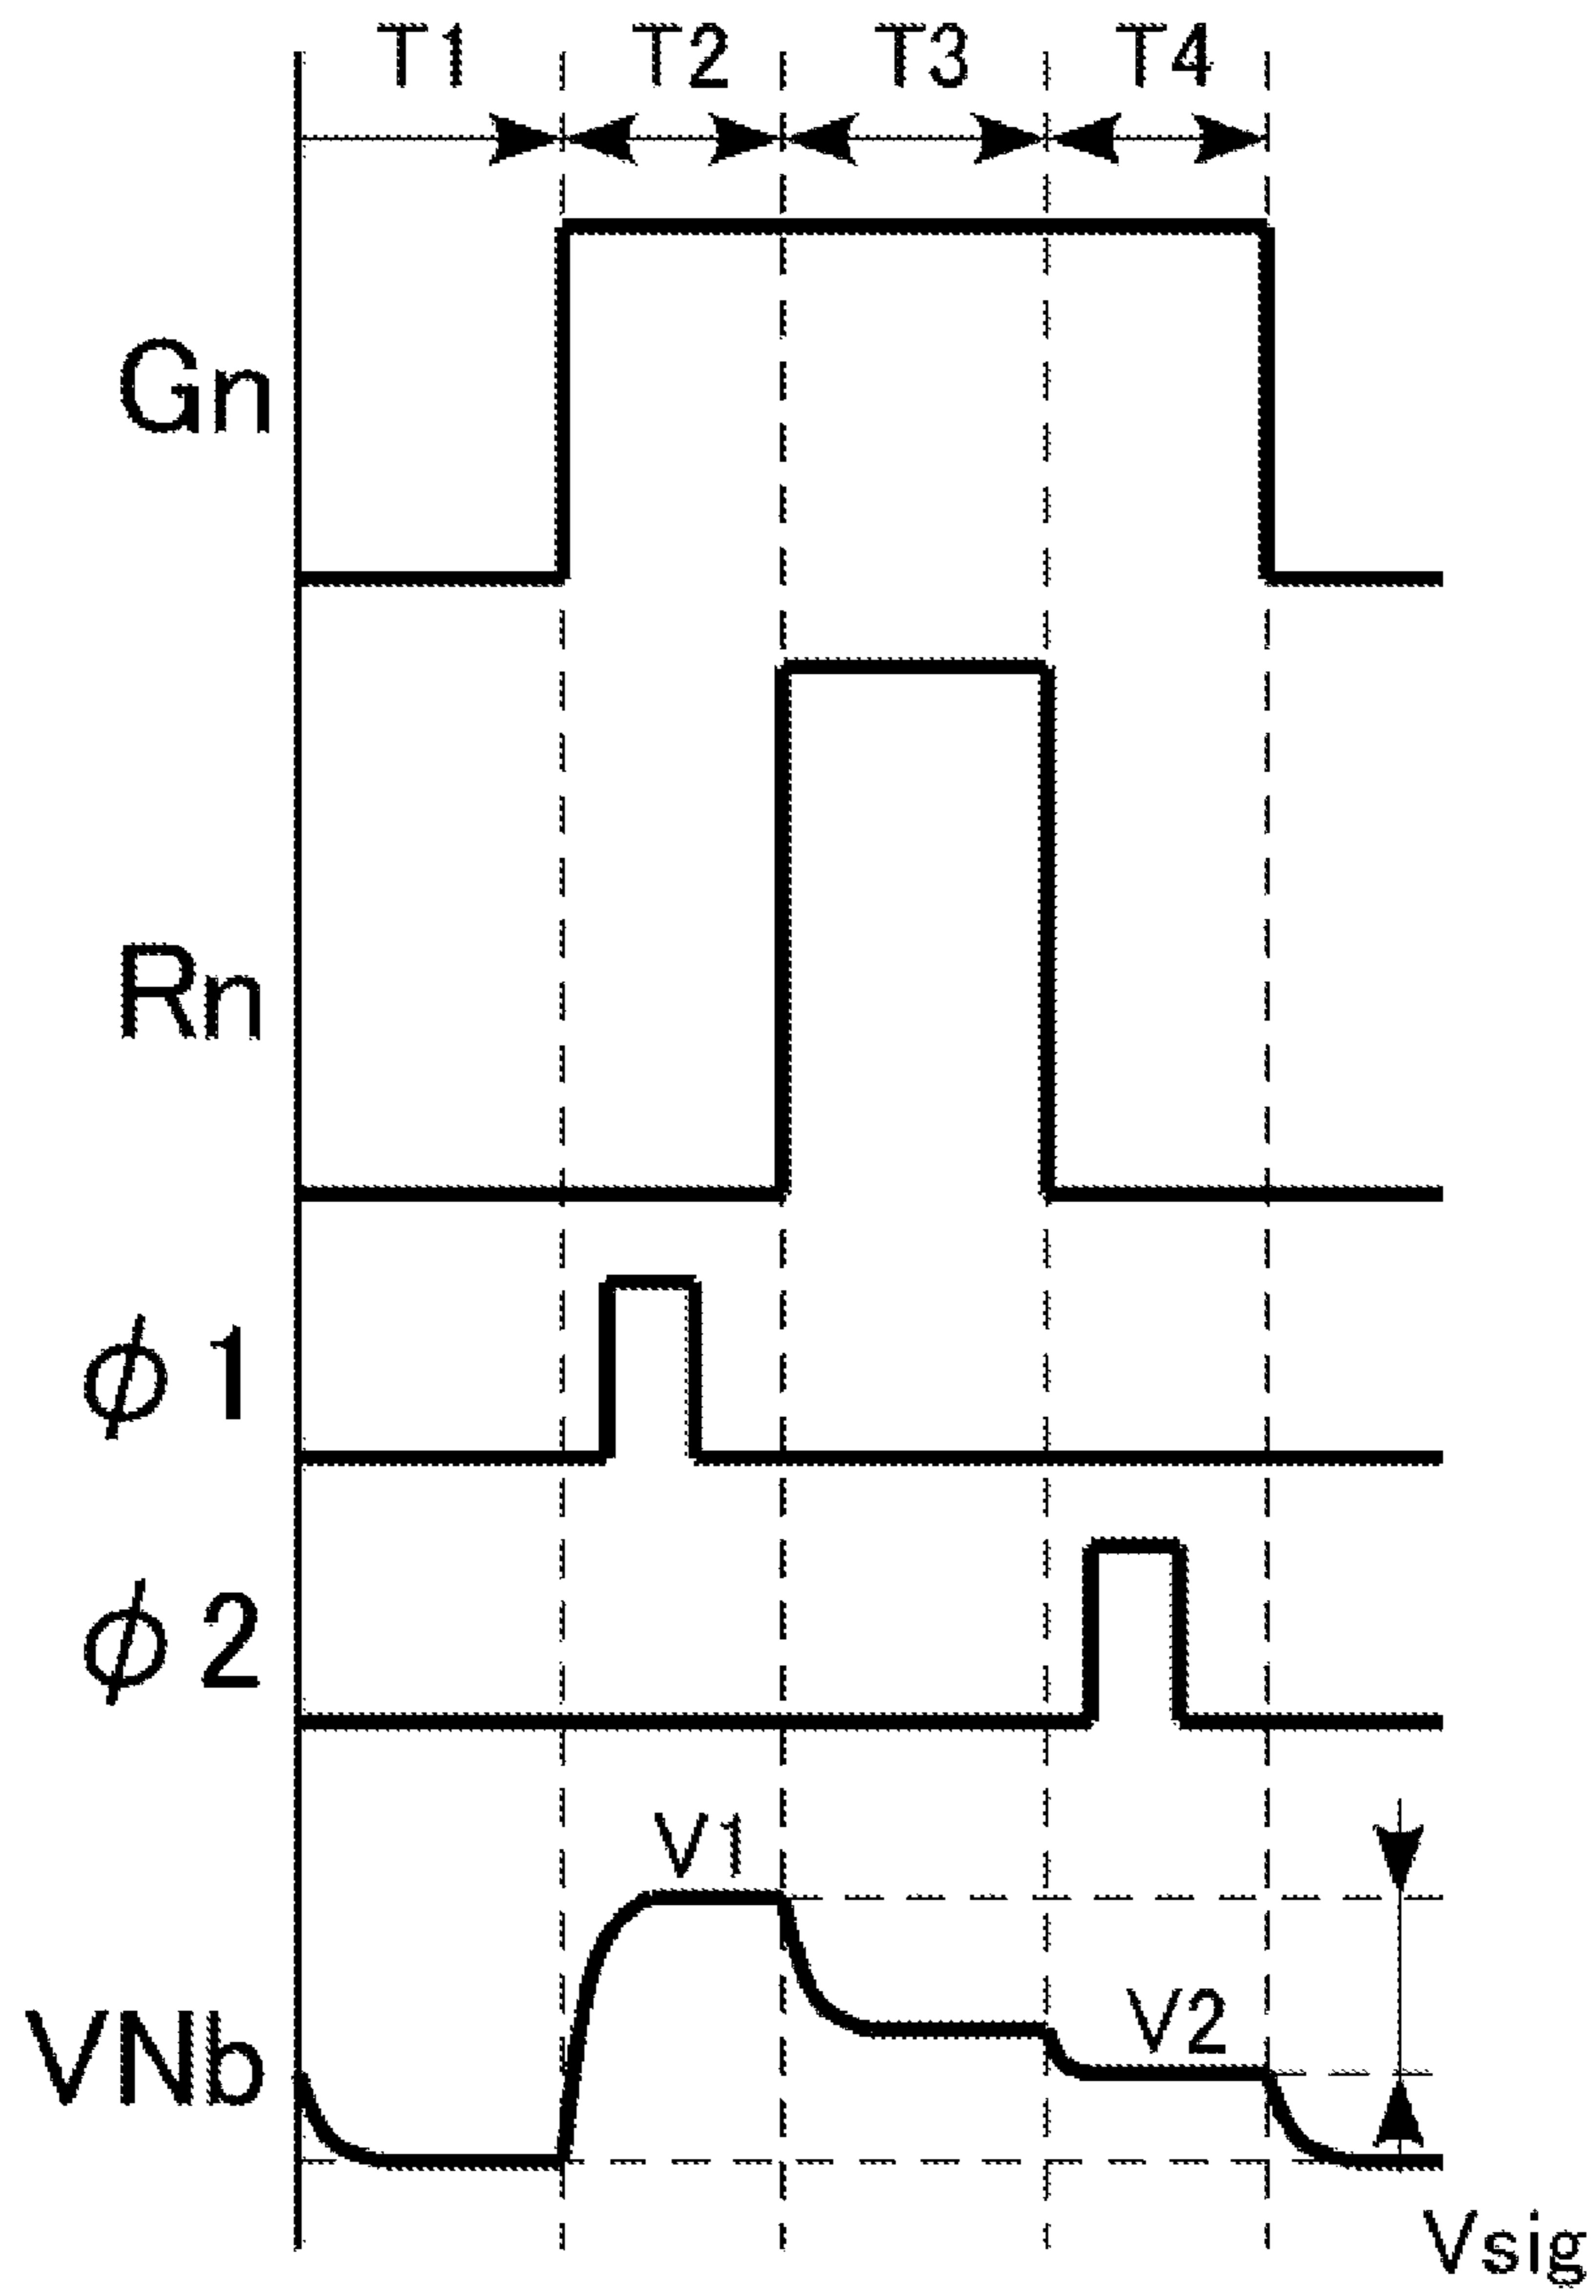 T1 T2 T3 T4
Gn
Rn
φ1
φ2
V1
V2
VNb
Vsig